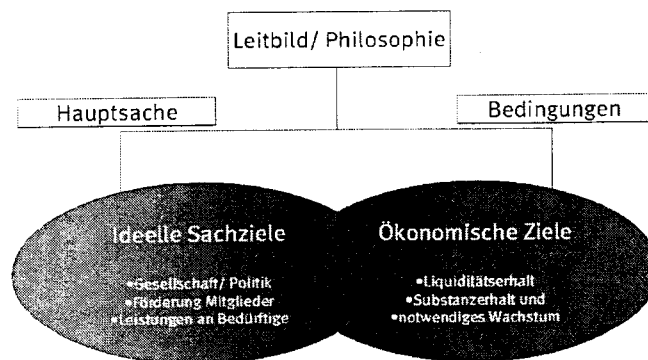 Leitbild/ Philosophie
Hauptsache
Bedingungen
Ideelle Sachziele
•Gesellschaft/ Politik
•Förderung Mitglieder
•Leistungen an Bedürftige
Ökonomische Ziele
•Liquiditätserhalt
•Substanzerhalt und
•notwendiges Wachstum